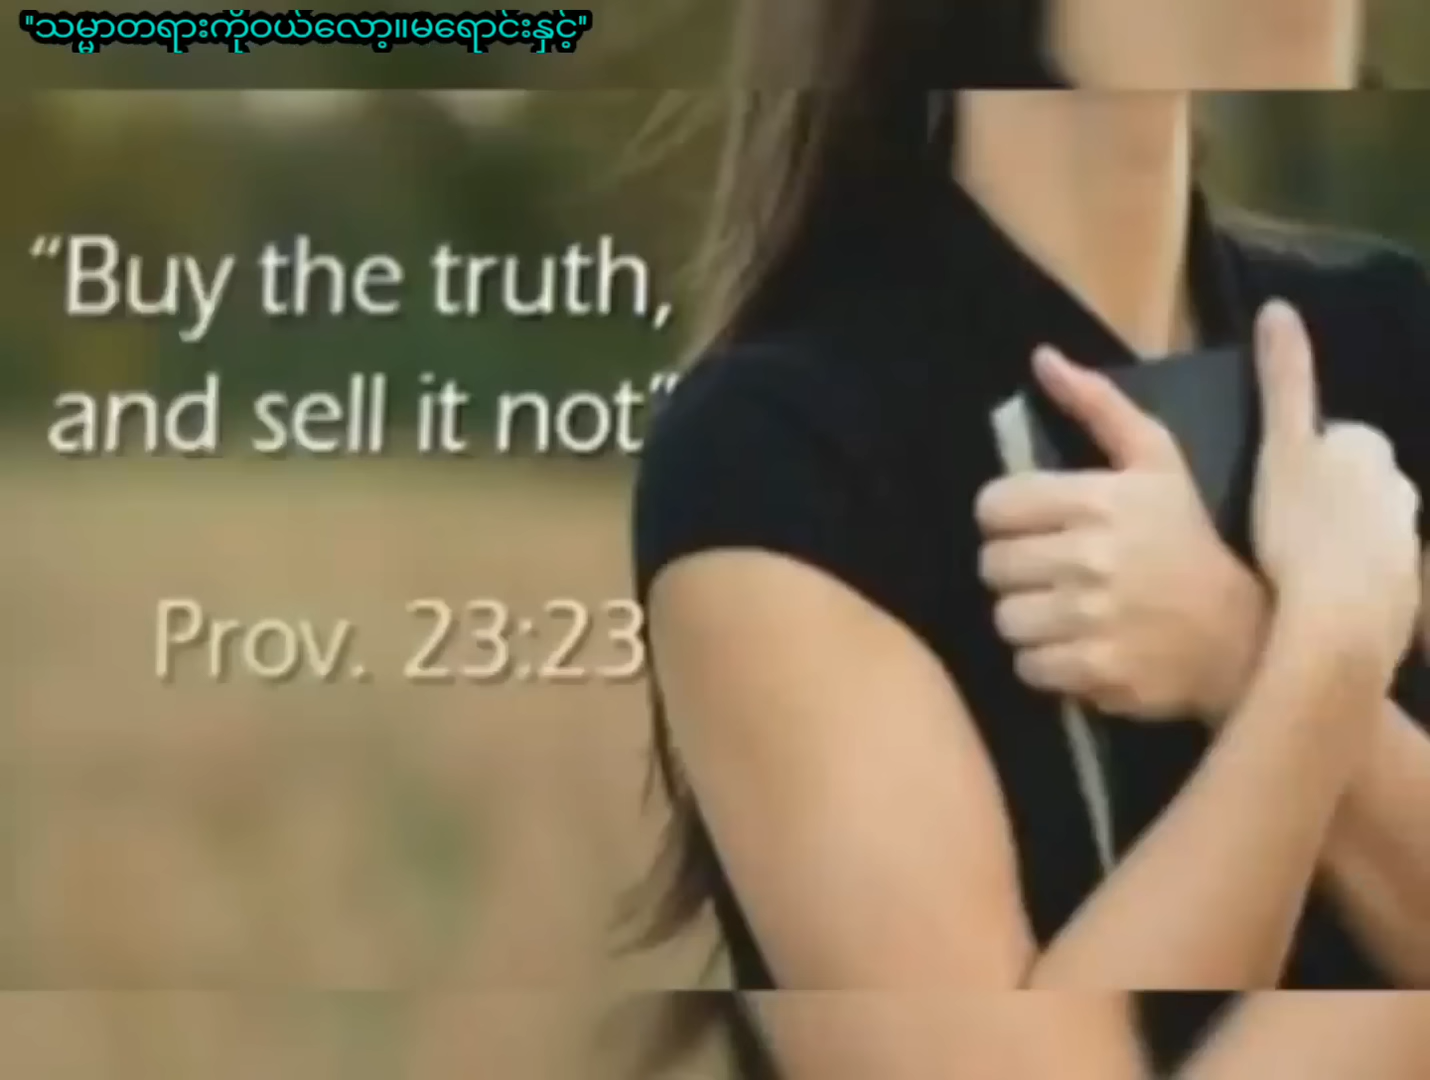 "သမ္မာတရားကိုဝယ်လော့။မရောင်းနှင့်"
“Buy the truth,
and sell it not”
Prov. 23:23